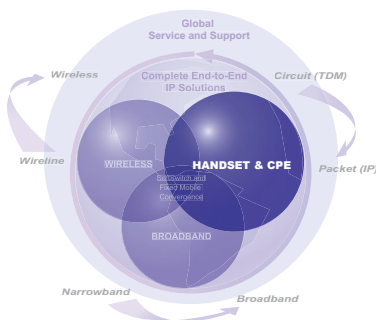 Global
Service and Support
Wireless
Complete End-to-End
IP Solutions
Circuit (TDM)
Wireline
WIRELESS
HANDSET & CPE
Packet (IP)
Softswitch and
Fixed Mobile
Convergence
BROADBAND
Narrowband
Broadband